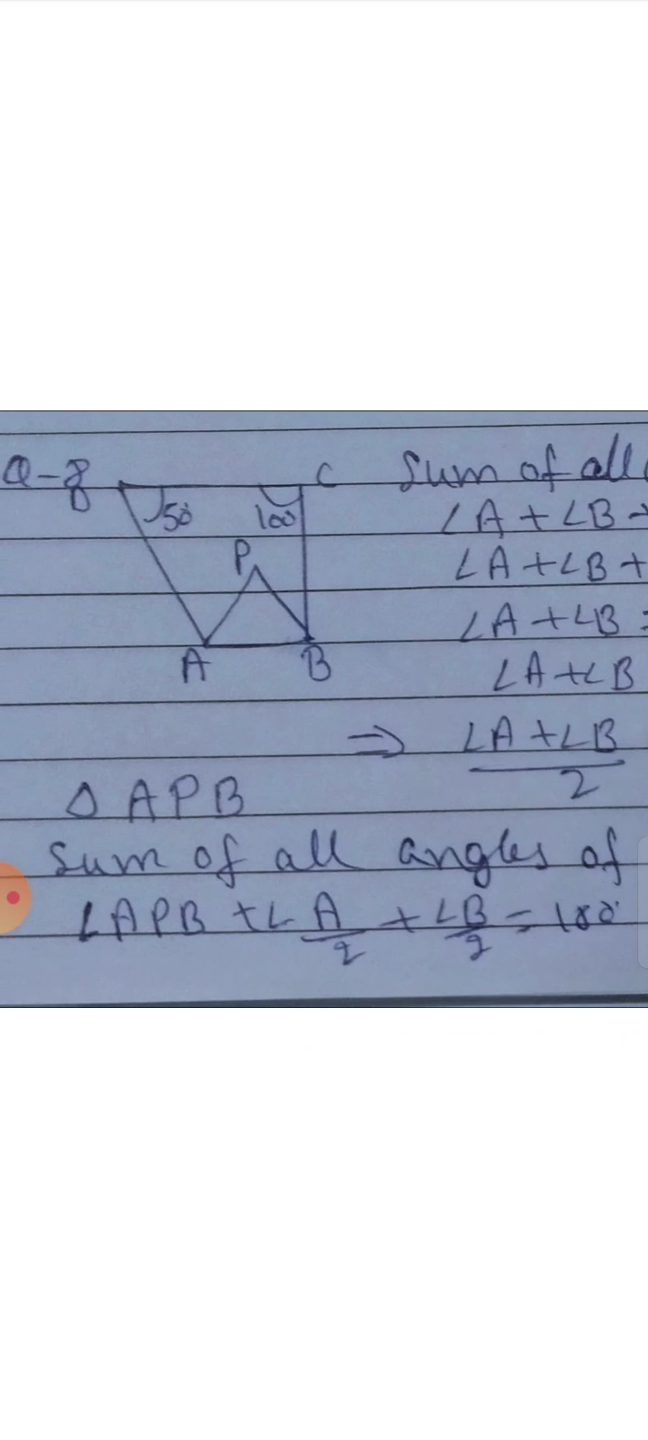 Q-8 C Sum of all
D 50° 100°
∠A + ∠B +
P ∠A + ∠B +
∠A + ∠B =
A B ∠A + ∠B
⇒ ∠A + ∠B / 2
Δ APB
Sum of all angles of
∠APB + ∠A/2 + ∠B/2 = 180°